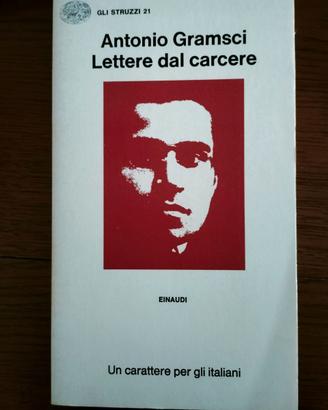 GLI STRUZZI 21
Antonio Gramsci
Lettere dal carcere
EINAUDI
Un carattere per gli italiani